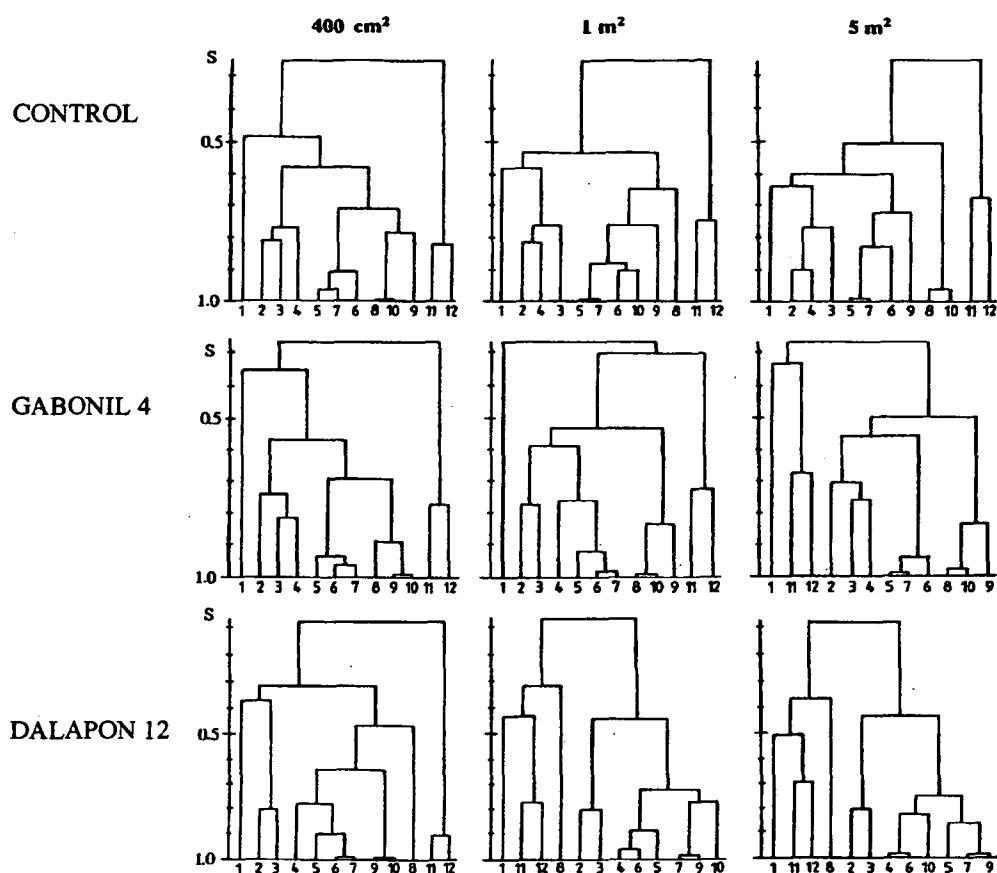 400 cm² 1 m² 5 m²
S
CONTROL
0.5
1.0
1 2 3 4 5 7 6 8 10 9 11 12 1 2 4 3 5 7 6 10 9 8 11 12 1 2 4 3 5 7 6 9 8 10 11 12
S
GABONIL 4
0.5
1.0
1 2 3 4 5 6 7 8 9 10 11 12 1 2 3 4 5 6 7 8 10 9 11 12 1 11 12 2 3 4 5 7 6 8 10 9
S
DALAPON 12
0.5
1.0
1 2 3 4 5 6 7 9 10 8 11 12 1 11 12 8 2 3 4 6 5 7 9 10 1 11 12 8 2 3 4 6 10 5 7 9